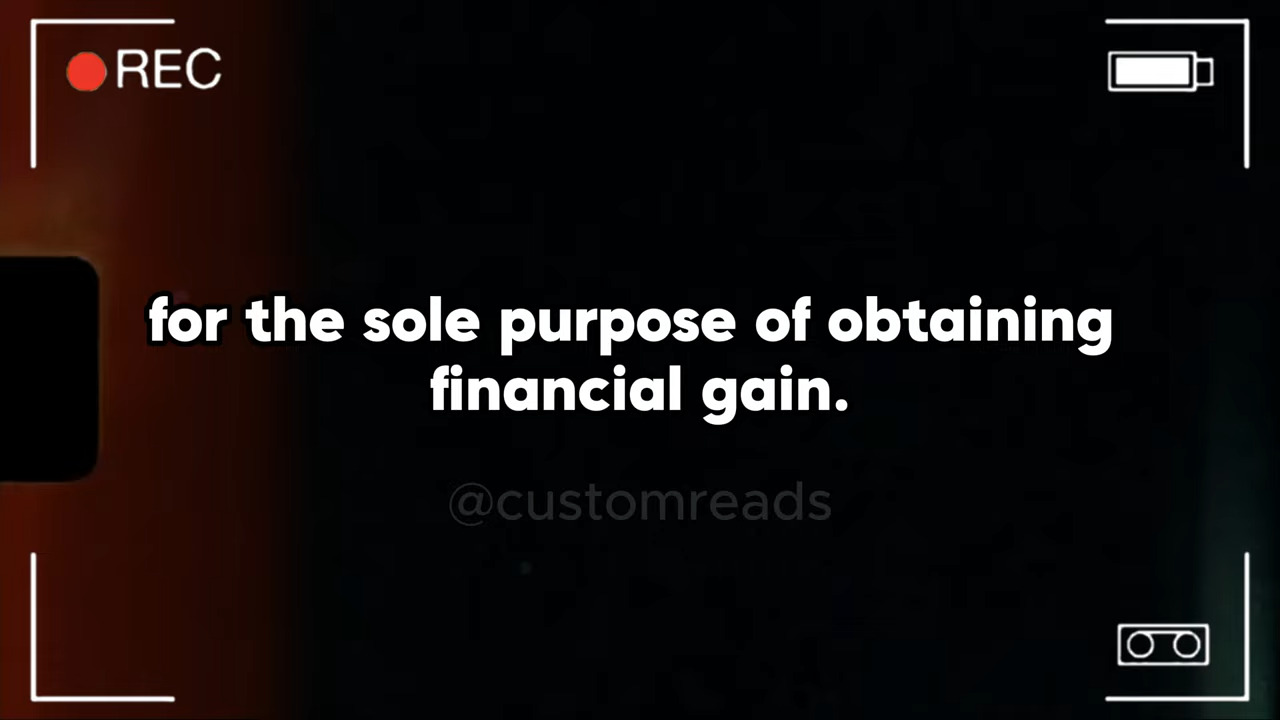 REC
for the sole purpose of obtaining
financial gain.
@customreads